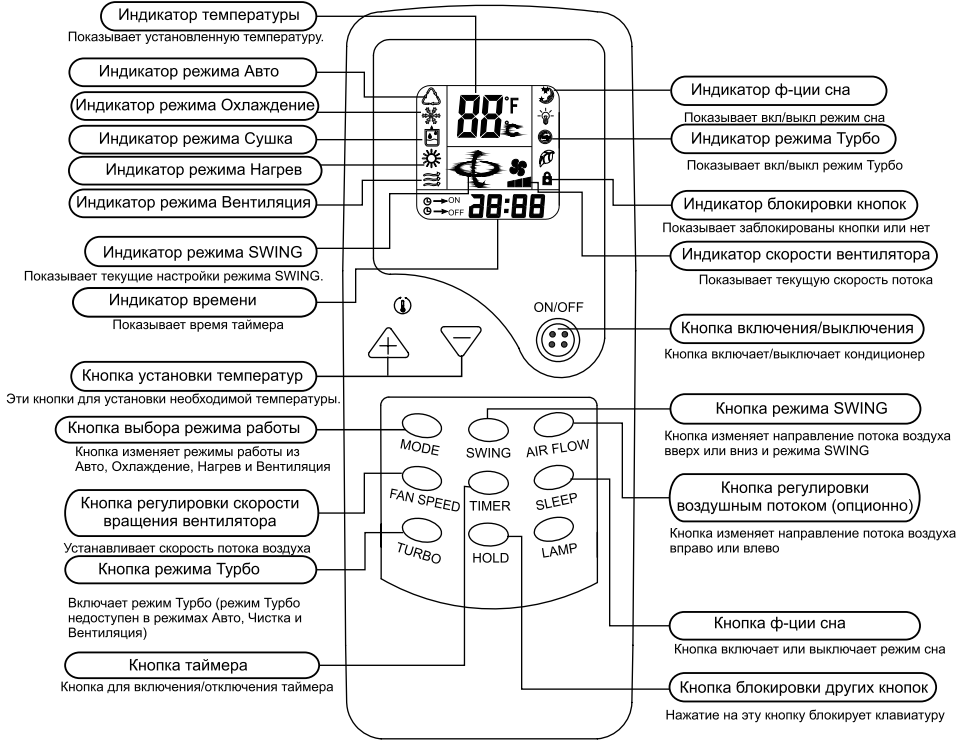 Индикатор температуры
Показывает установленную температуру.
Индикатор режима Авто
Индикатор режима Охлаждение
Индикатор режима Сушка
Индикатор режима Нагрев
Индикатор режима Вентиляция
Индикатор режима SWING
Показывает текущие настройки режима SWING.
Индикатор времени
Показывает время таймера
Кнопка установки температур
Эти кнопки для установки необходимой температуры.
Кнопка выбора режима работы
Кнопка изменяет режимы работы из
Авто, Охлаждение, Нагрев и Вентиляция
Кнопка регулировки скорости
вращения вентилятора
Устанавливает скорость потока воздуха
Кнопка режима Турбо
Включает режим Турбо (режим Турбо
недоступен в режимах Авто, Чистка и
Вентиляция)
Кнопка таймера
Кнопка для включения/отключения таймера
88°F
°C
ON
OFF
88:88
ON/OFF
MODE
SWING
AIR FLOW
FAN SPEED
TIMER
SLEEP
TURBO
HOLD
LAMP
Индикатор ф-ции сна
Показывает вкл/выкл режим сна
Индикатор режима Турбо
Показывает вкл/выкл режим Турбо
Индикатор блокировки кнопок
Показывает заблокированы кнопки или нет
Индикатор скорости вентилятора
Показывает текущую скорость потока
Кнопка включения/выключения
Кнопка включает/выключает кондиционер
Кнопка режима SWING
Кнопка изменяет направление потока воздуха
вверх или вниз и режима SWING
Кнопка регулировки
воздушным потоком (опционно)
Кнопка изменяет направление потока воздуха
вправо или влево
Кнопка ф-ции сна
Кнопка включает или выключает режим сна
Кнопка блокировки других кнопок
Нажатие на эту кнопку блокирует клавиатуру